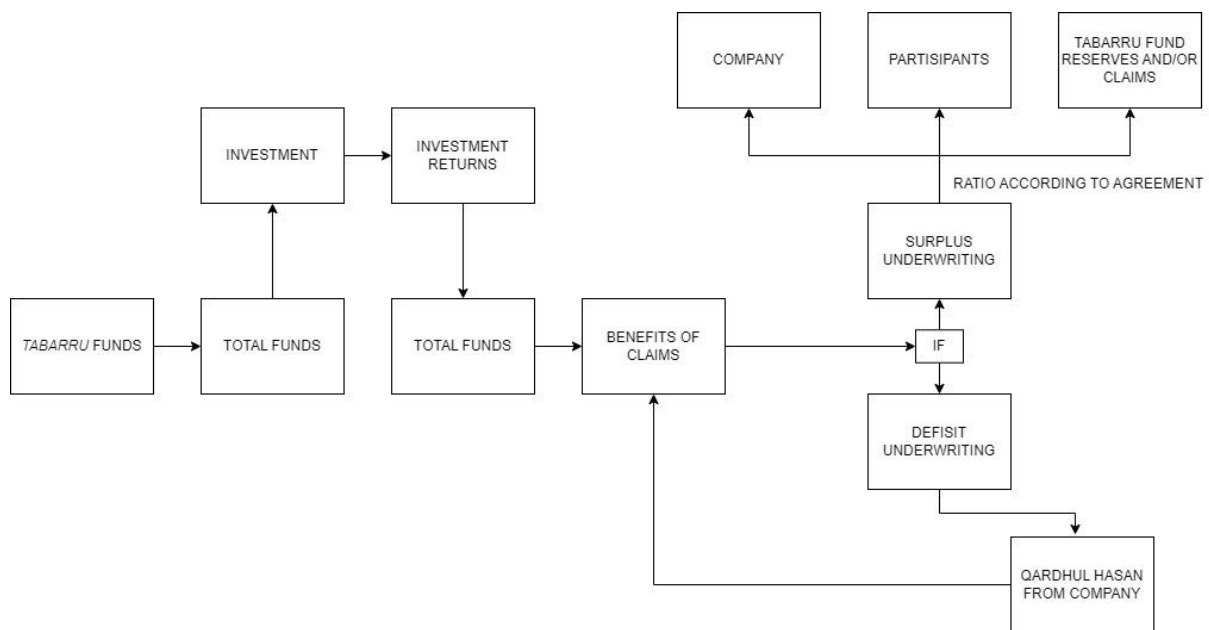 COMPANY
PARTISIPANTS
TABARRU FUND
RESERVES AND/OR
CLAIMS
INVESTMENT
INVESTMENT
RETURNS
RATIO ACCORDING TO AGREEMENT
SURPLUS
UNDERWRITING
TABARRU FUNDS
TOTAL FUNDS
TOTAL FUNDS
BENEFITS OF
CLAIMS
IF
DEFISIT
UNDERWRITING
QARDHUL HASAN
FROM COMPANY